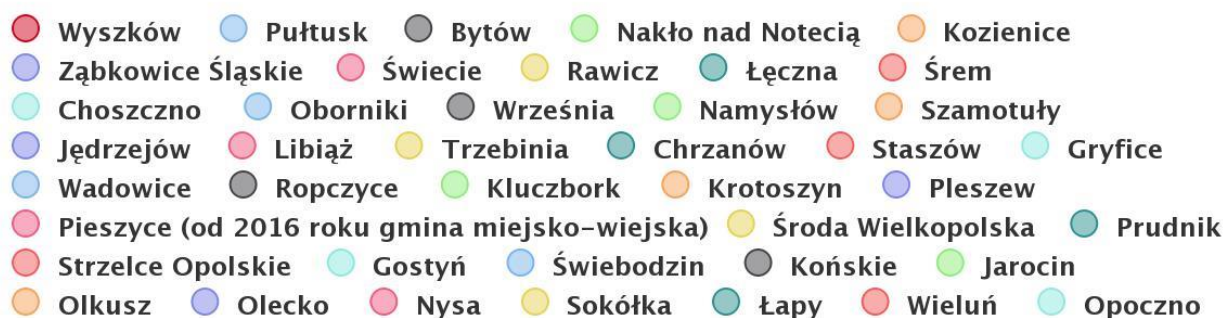 Wyszków Pułtusk Bytów Nakło nad Notecią Kozienice
Ząbkowice Śląskie Świecie Rawicz Łęczna Śrem
Choszczno Oborniki Września Namysłów Szamotuły
Jędrzejów Libiąż Trzebinia Chrzanów Staszów Gryfice
Wadowice Ropczyce Kluczbork Krotoszyn Pleszew
Pieszyce (od 2016 roku gmina miejsko-wiejska) Środa Wielkopolska Prudnik
Strzelce Opolskie Gostyń Świebodzin Końskie Jarocin
Olkusz Olecko Nysa Sokółka Łapy Wieluń Opoczno